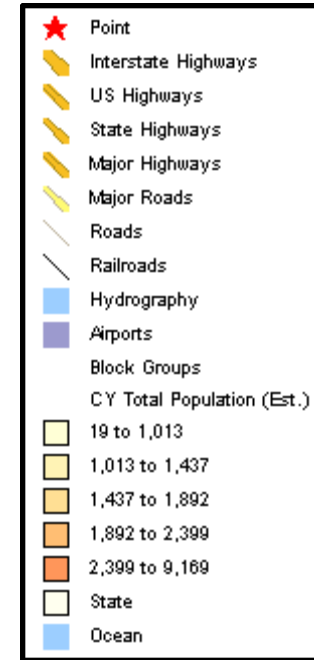 Point
Interstate Highways
US Highways
State Highways
Major Highways
Major Roads
Roads
Railroads
Hydrography
Airports
Block Groups
CY Total Population (Est.)
19 to 1,013
1,013 to 1,437
1,437 to 1,892
1,892 to 2,399
2,399 to 9,169
State
Ocean